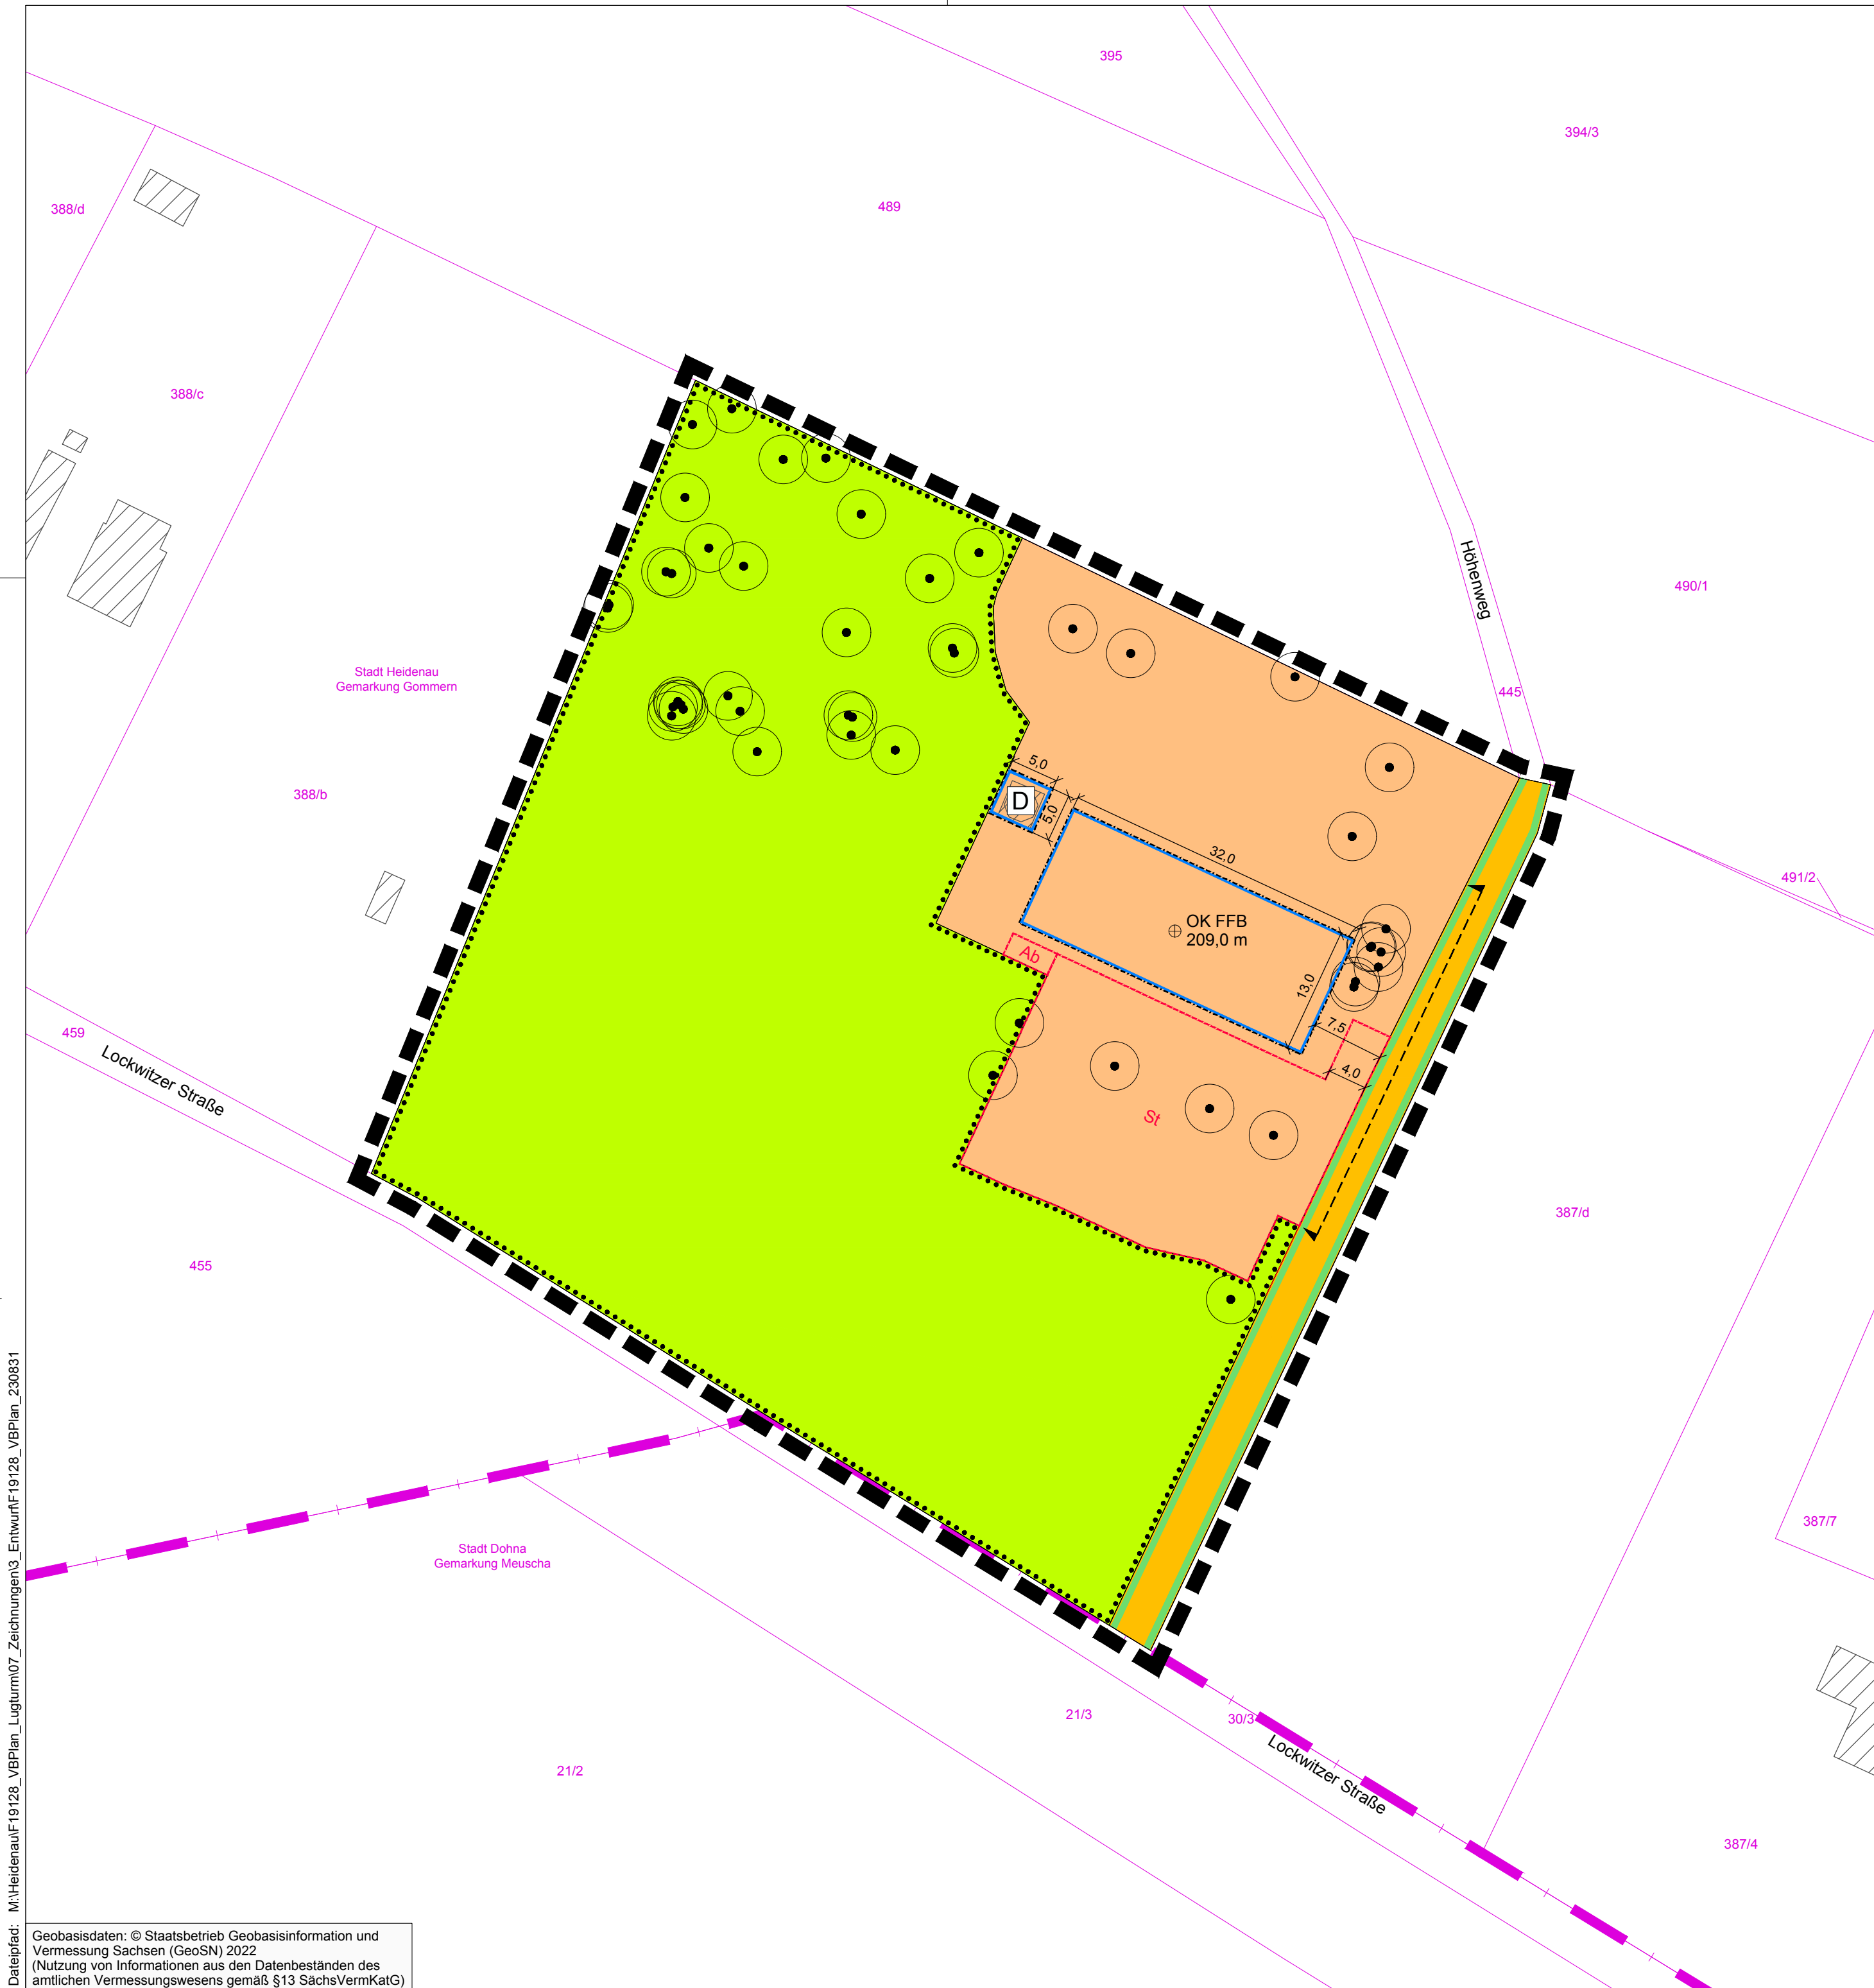 395
394/3
388/d
489
388/c
Höhenweg
490/1
Stadt Heidenau
Gemarkung Gommern
445
388/b
5,0
D
5,0
32,0
491/2
OK FFB
209,0 m
Ab
13,0
7,5
4,0
459
Lockwitzer Straße
St
387/d
455
387/7
Stadt Dohna
Gemarkung Meuscha
21/3
30/3
Lockwitzer Straße
21/2
387/4
Dateipfad: M:\Heidenau\F19128_VBPlan_Lugturm\07_Zeichnungen\3_Entwurf\F19128_VBPlan_230831
Geobasisdaten: © Staatsbetrieb Geobasisinformation und
Vermessung Sachsen (GeoSN) 2022
(Nutzung von Informationen aus den Datenbeständen des
amtlichen Vermessungswesens gemäß §13 SächsVermKatG)